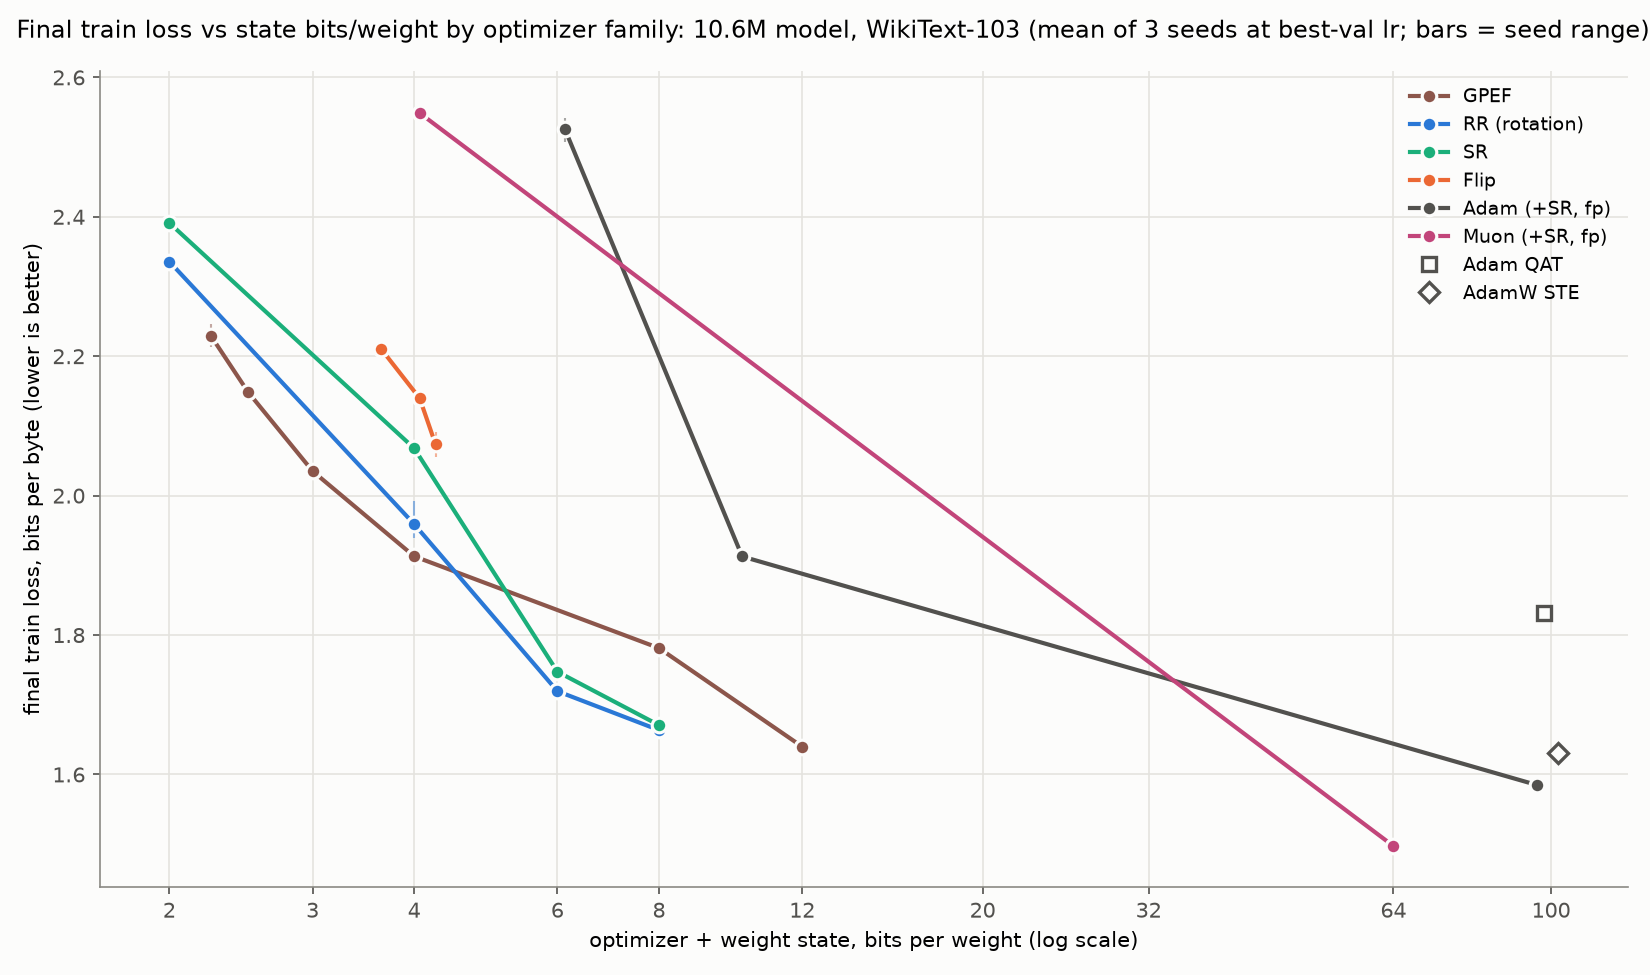 Final train loss vs state bits/weight by optimizer family: 10.6M model, WikiText-103 (mean of 3 seeds at best-val lr; bars = seed range)
final train loss, bits per byte (lower is better)
2.6
2.4
2.2
2.0
1.8
1.6
GPEF
RR (rotation)
SR
Flip
Adam (+SR, fp)
Muon (+SR, fp)
Adam QAT
AdamW STE
2 3 4 6 8 12 20 32 64 100
optimizer + weight state, bits per weight (log scale)